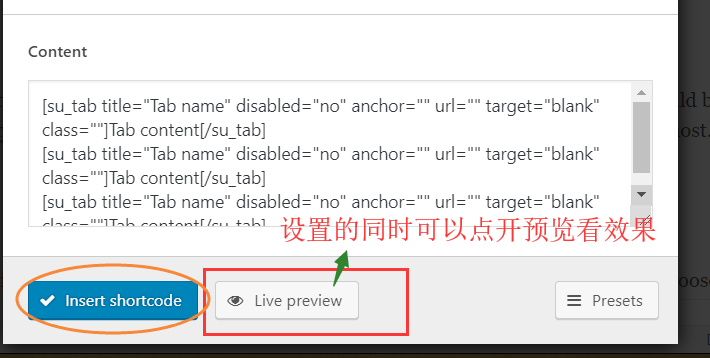 Content
[su_tab title="Tab name" disabled="no" anchor="" url="" target="blank"
class=""]Tab content[/su_tab]
[su_tab title="Tab name" disabled="no" anchor="" url="" target="blank"
class=""]Tab content[/su_tab]
[su_tab title="Tab name" disabled="no" anchor="" url="" target="blank"
class=""]Tab content[/su_tab]
设置的同时可以点开预览看效果
Insert shortcode
Live preview
Presets